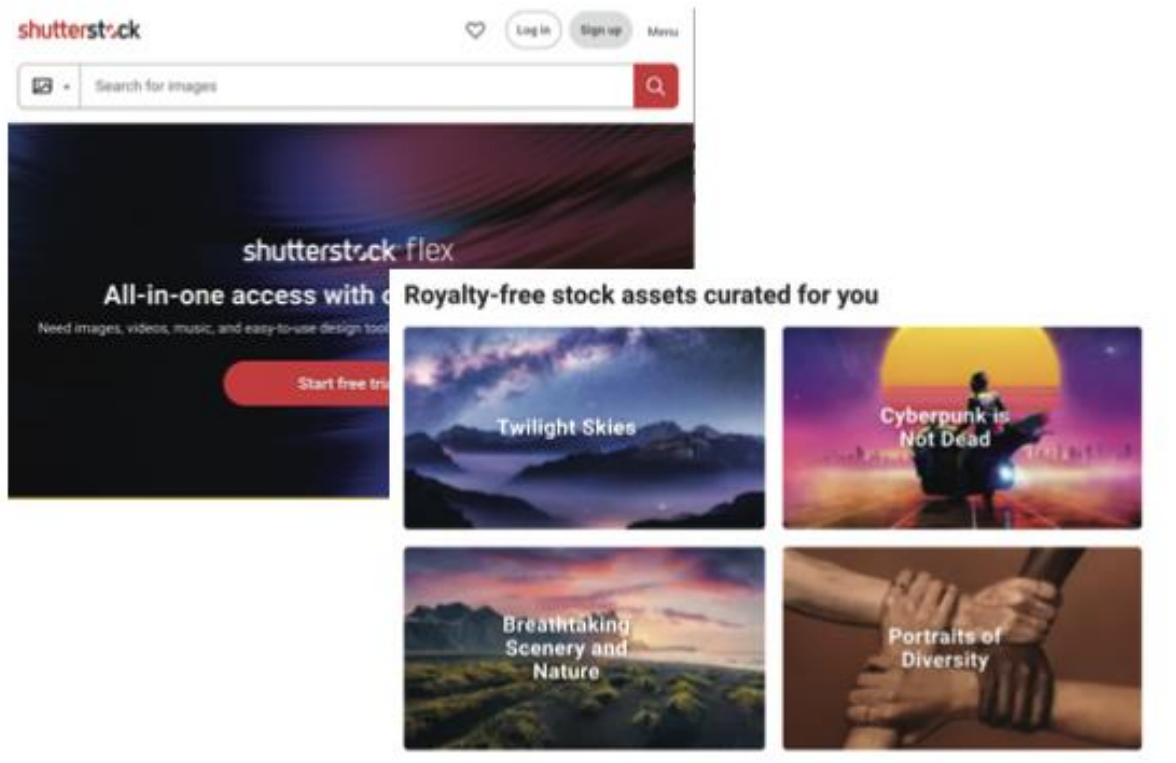 shutterstock
Log in
Sign up
Menu
Search for images
shutterstock flex
All-in-one access with
Need images, videos, music, and easy-to-use design
Start free
Royalty-free stock assets curated for you
Twilight Skies
Cyberpunk is
Not Dead
Breathtaking
Scenery and
Nature
Portraits of
Diversity